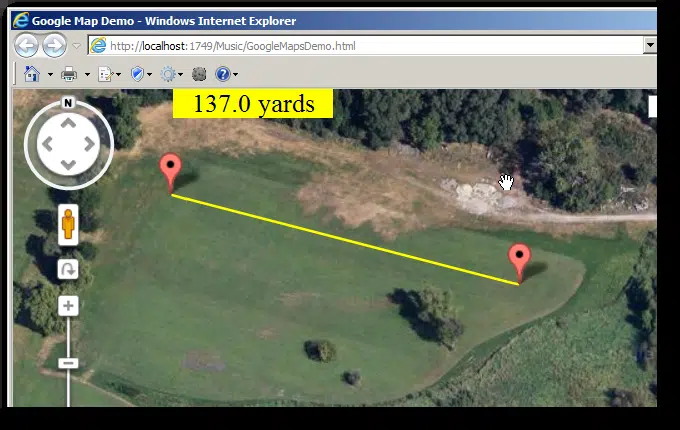 Google Map Demo - Windows Internet Explorer
http://localhost:1749/Music/GoogleMapsDemo.html
137.0 yards
N